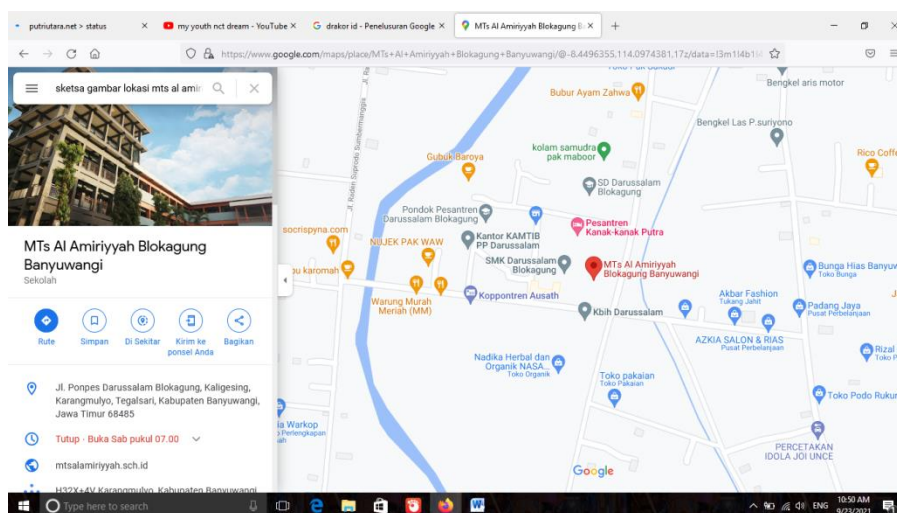 putriutara.net > status
my youth nct dream - YouTube
drakor id - Penelusuran Google
MTs Al Amiriyyah Blokagung B
https://www.google.com/maps/place/MTs+Al+Amiriyyah+Blokagung+Banyuwangi/@-8.4496355,114.0974381,17z/data=!3m1!4b1!
sketsa gambar lokasi mts al amir
MTs Al Amiriyyah Blokagung
Banyuwangi
Sekolah
Rute
Simpan
Di Sekitar
Kirim ke
ponsel Anda
Bagikan
Jl. Ponpes Darussalam Blokagung, Kaligesing,
Karangmulyo, Tegalsari, Kabupaten Banyuwangi,
Jawa Timur 68485
Tutup · Buka Sab pukul 07.00
mtsalamiriyyah.sch.id
H32X+4V Karangmulyo, Kabupaten Banyuwangi
Bubur Ayam Zahwa
Bengkel aris motor
Bengkel Las P.suriyono
kolam samudra
pak maboor
Rico Coffe
Gubuk Baroya
SD Darussalam
Blokagung
Jl. Raden Suprodo Sumbermanggis
Pondok Pesantren
Darussalam Blokagung
Pesantren
Kanak-kanak Putra
socrispyna.com
NUJEK PAK WAW
Kantor KAMTIB
PP Darussalam
SMK Darussalam
Blokagung
MTs Al Amiriyyah
Blokagung Banyuwangi
bu karomah
Bunga Hias Banyuw
Toko Bunga
Warung Murah
Meriah (MM)
Koppontren Ausath
Kbih Darussalam
Akbar Fashion
Tukang Jahit
Padang Jaya
Pusat Perbelanjaan
AZKIA SALON & RIAS
Pusat Perbelanjaan
Rizal
Toko P
Nadika Herbal dan
Organik NASA...
Toko Organik
Toko pakaian
Toko Pakaian
Toko Podo Rukun
ia Warkop
Perlengkapan
PERCETAKAN
IDOLA JOI UNCE
Google
Type here to search
ENG
10:50 AM
9/23/2021